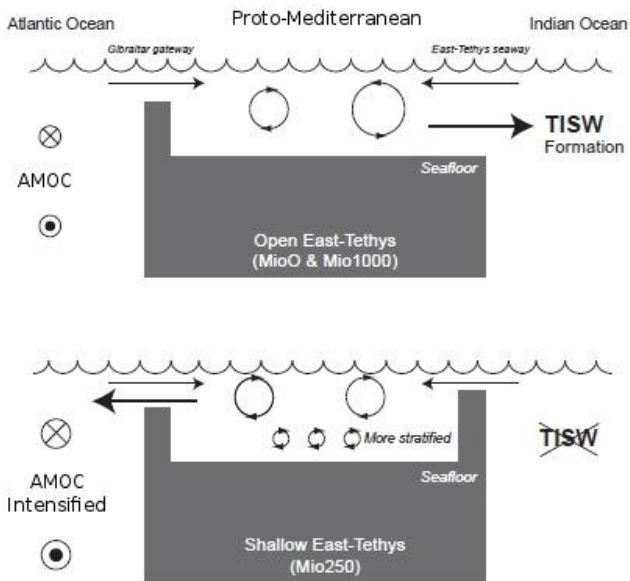 Atlantic Ocean
Proto-Mediterranean
Indian Ocean
Gibraltar gateway
East-Tethys seaway
TISW
Formation
AMOC
Seafloor
Open East-Tethys
(MioO & Mio1000)
More stratified
TISW
AMOC
Intensified
Seafloor
Shallow East-Tethys
(Mio250)